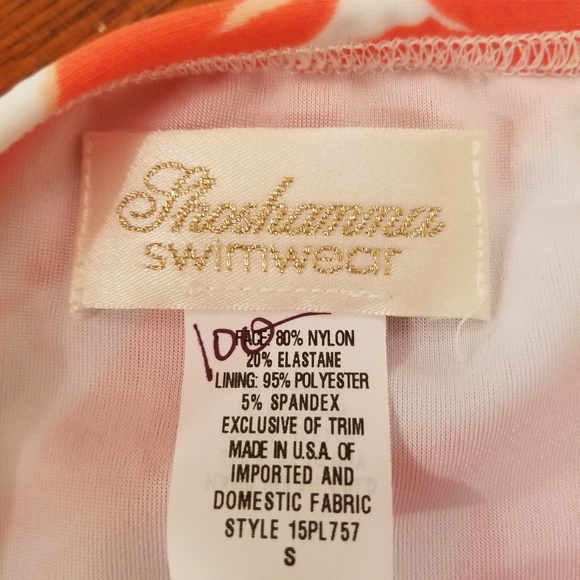 Shoshanna
swimwear
100
FACE: 80% NYLON
20% ELASTANE
LINING: 95% POLYESTER
5% SPANDEX
EXCLUSIVE OF TRIM
MADE IN U.S.A. OF
IMPORTED AND
DOMESTIC FABRIC
STYLE 15PL757
S